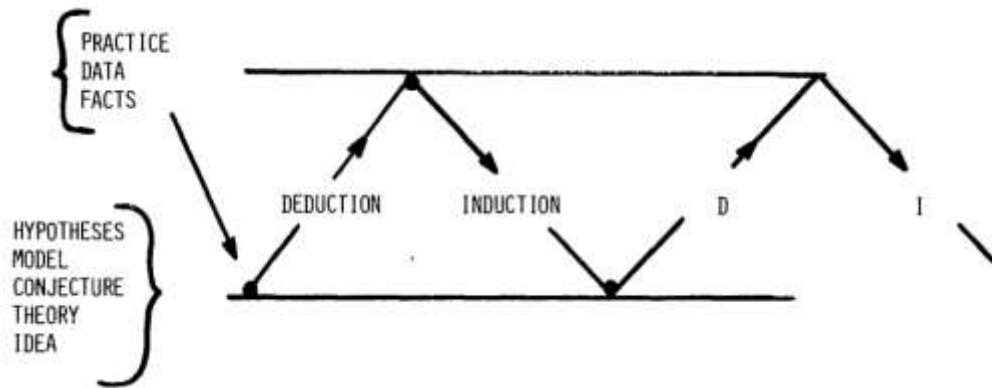 PRACTICE
DATA
FACTS
DEDUCTION
INDUCTION
D
I
HYPOTHESES
MODEL
CONJECTURE
THEORY
IDEA